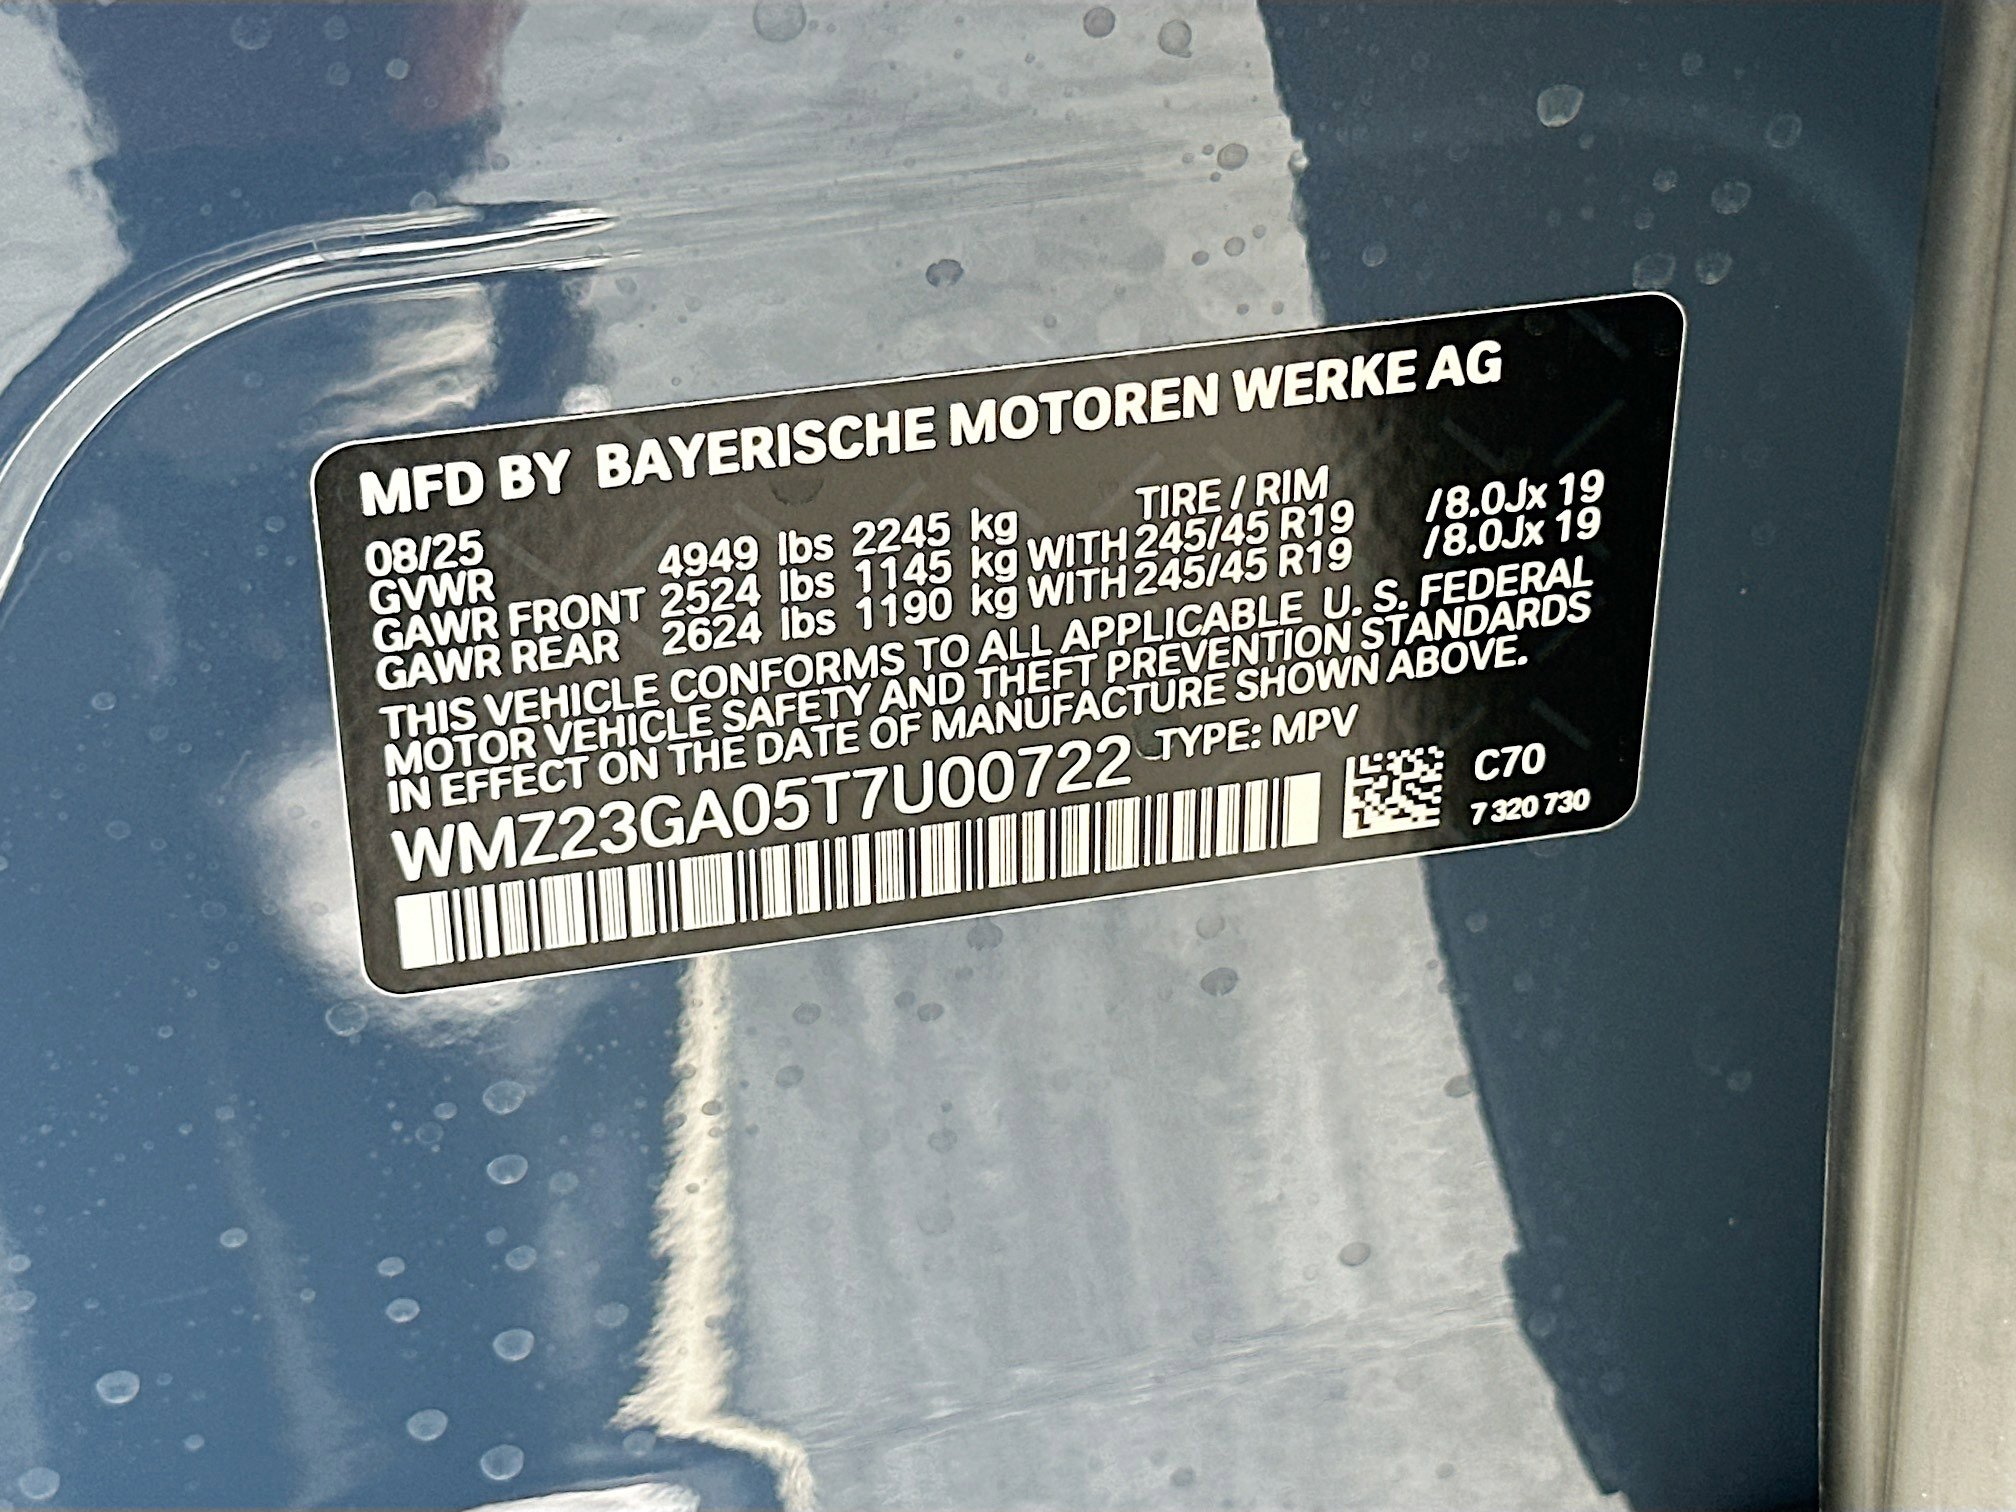 MFD BY BAYERISCHE MOTOREN WERKE AG
08/25 TIRE / RIM
GVWR 4949 lbs 2245 kg
GAWR FRONT 2524 lbs 1145 kg WITH 245/45 R19 /8.0Jx 19
GAWR REAR 2624 lbs 1190 kg WITH 245/45 R19 /8.0Jx 19
THIS VEHICLE CONFORMS TO ALL APPLICABLE U. S. FEDERAL
MOTOR VEHICLE SAFETY AND THEFT PREVENTION STANDARDS
IN EFFECT ON THE DATE OF MANUFACTURE SHOWN ABOVE.
WMZ23GA05T7U00722 TYPE: MPV
C70
7 320 730